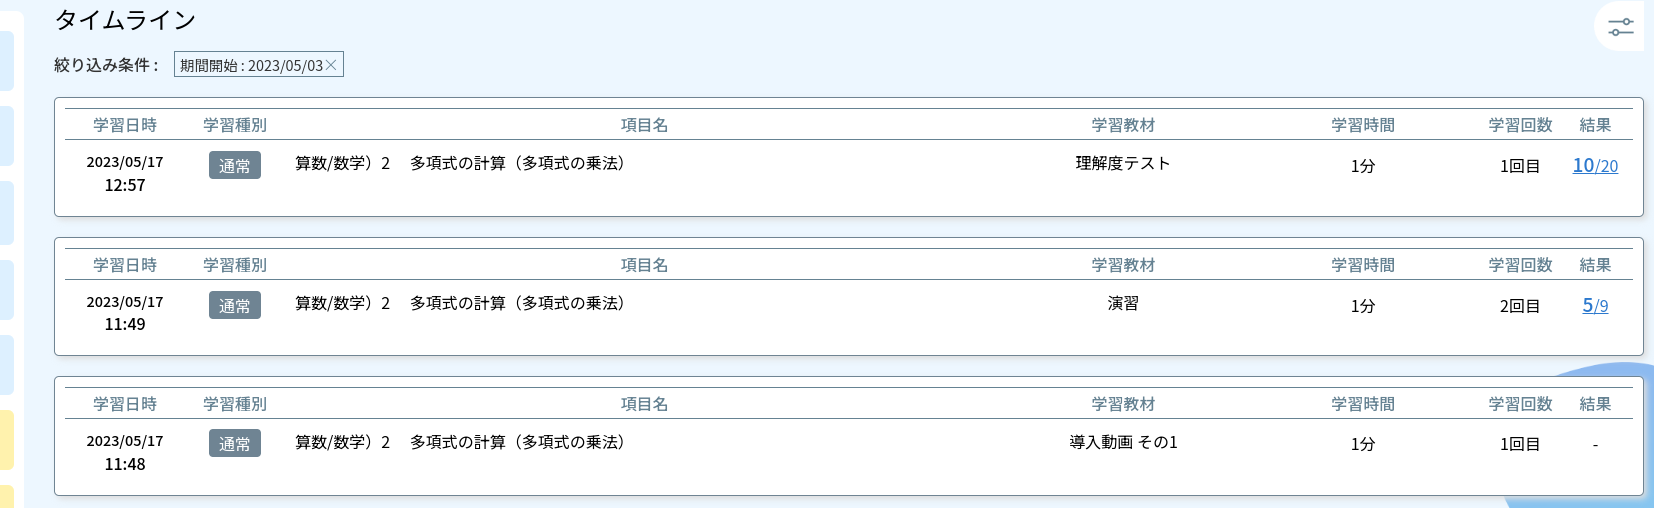 タイムライン
絞り込み条件 : 期間開始 : 2023/05/03×
学習日時 学習種別 項目名 学習教材 学習時間 学習回数 結果
2023/05/17 通常 算数/数学）2 多項式の計算（多項式の乗法） 理解度テスト 1分 1回目 10/20
12:57
学習日時 学習種別 項目名 学習教材 学習時間 学習回数 結果
2023/05/17 通常 算数/数学）2 多項式の計算（多項式の乗法） 演習 1分 2回目 5/9
11:49
学習日時 学習種別 項目名 学習教材 学習時間 学習回数 結果
2023/05/17 通常 算数/数学）2 多項式の計算（多項式の乗法） 導入動画 その1 1分 1回目 -
11:48